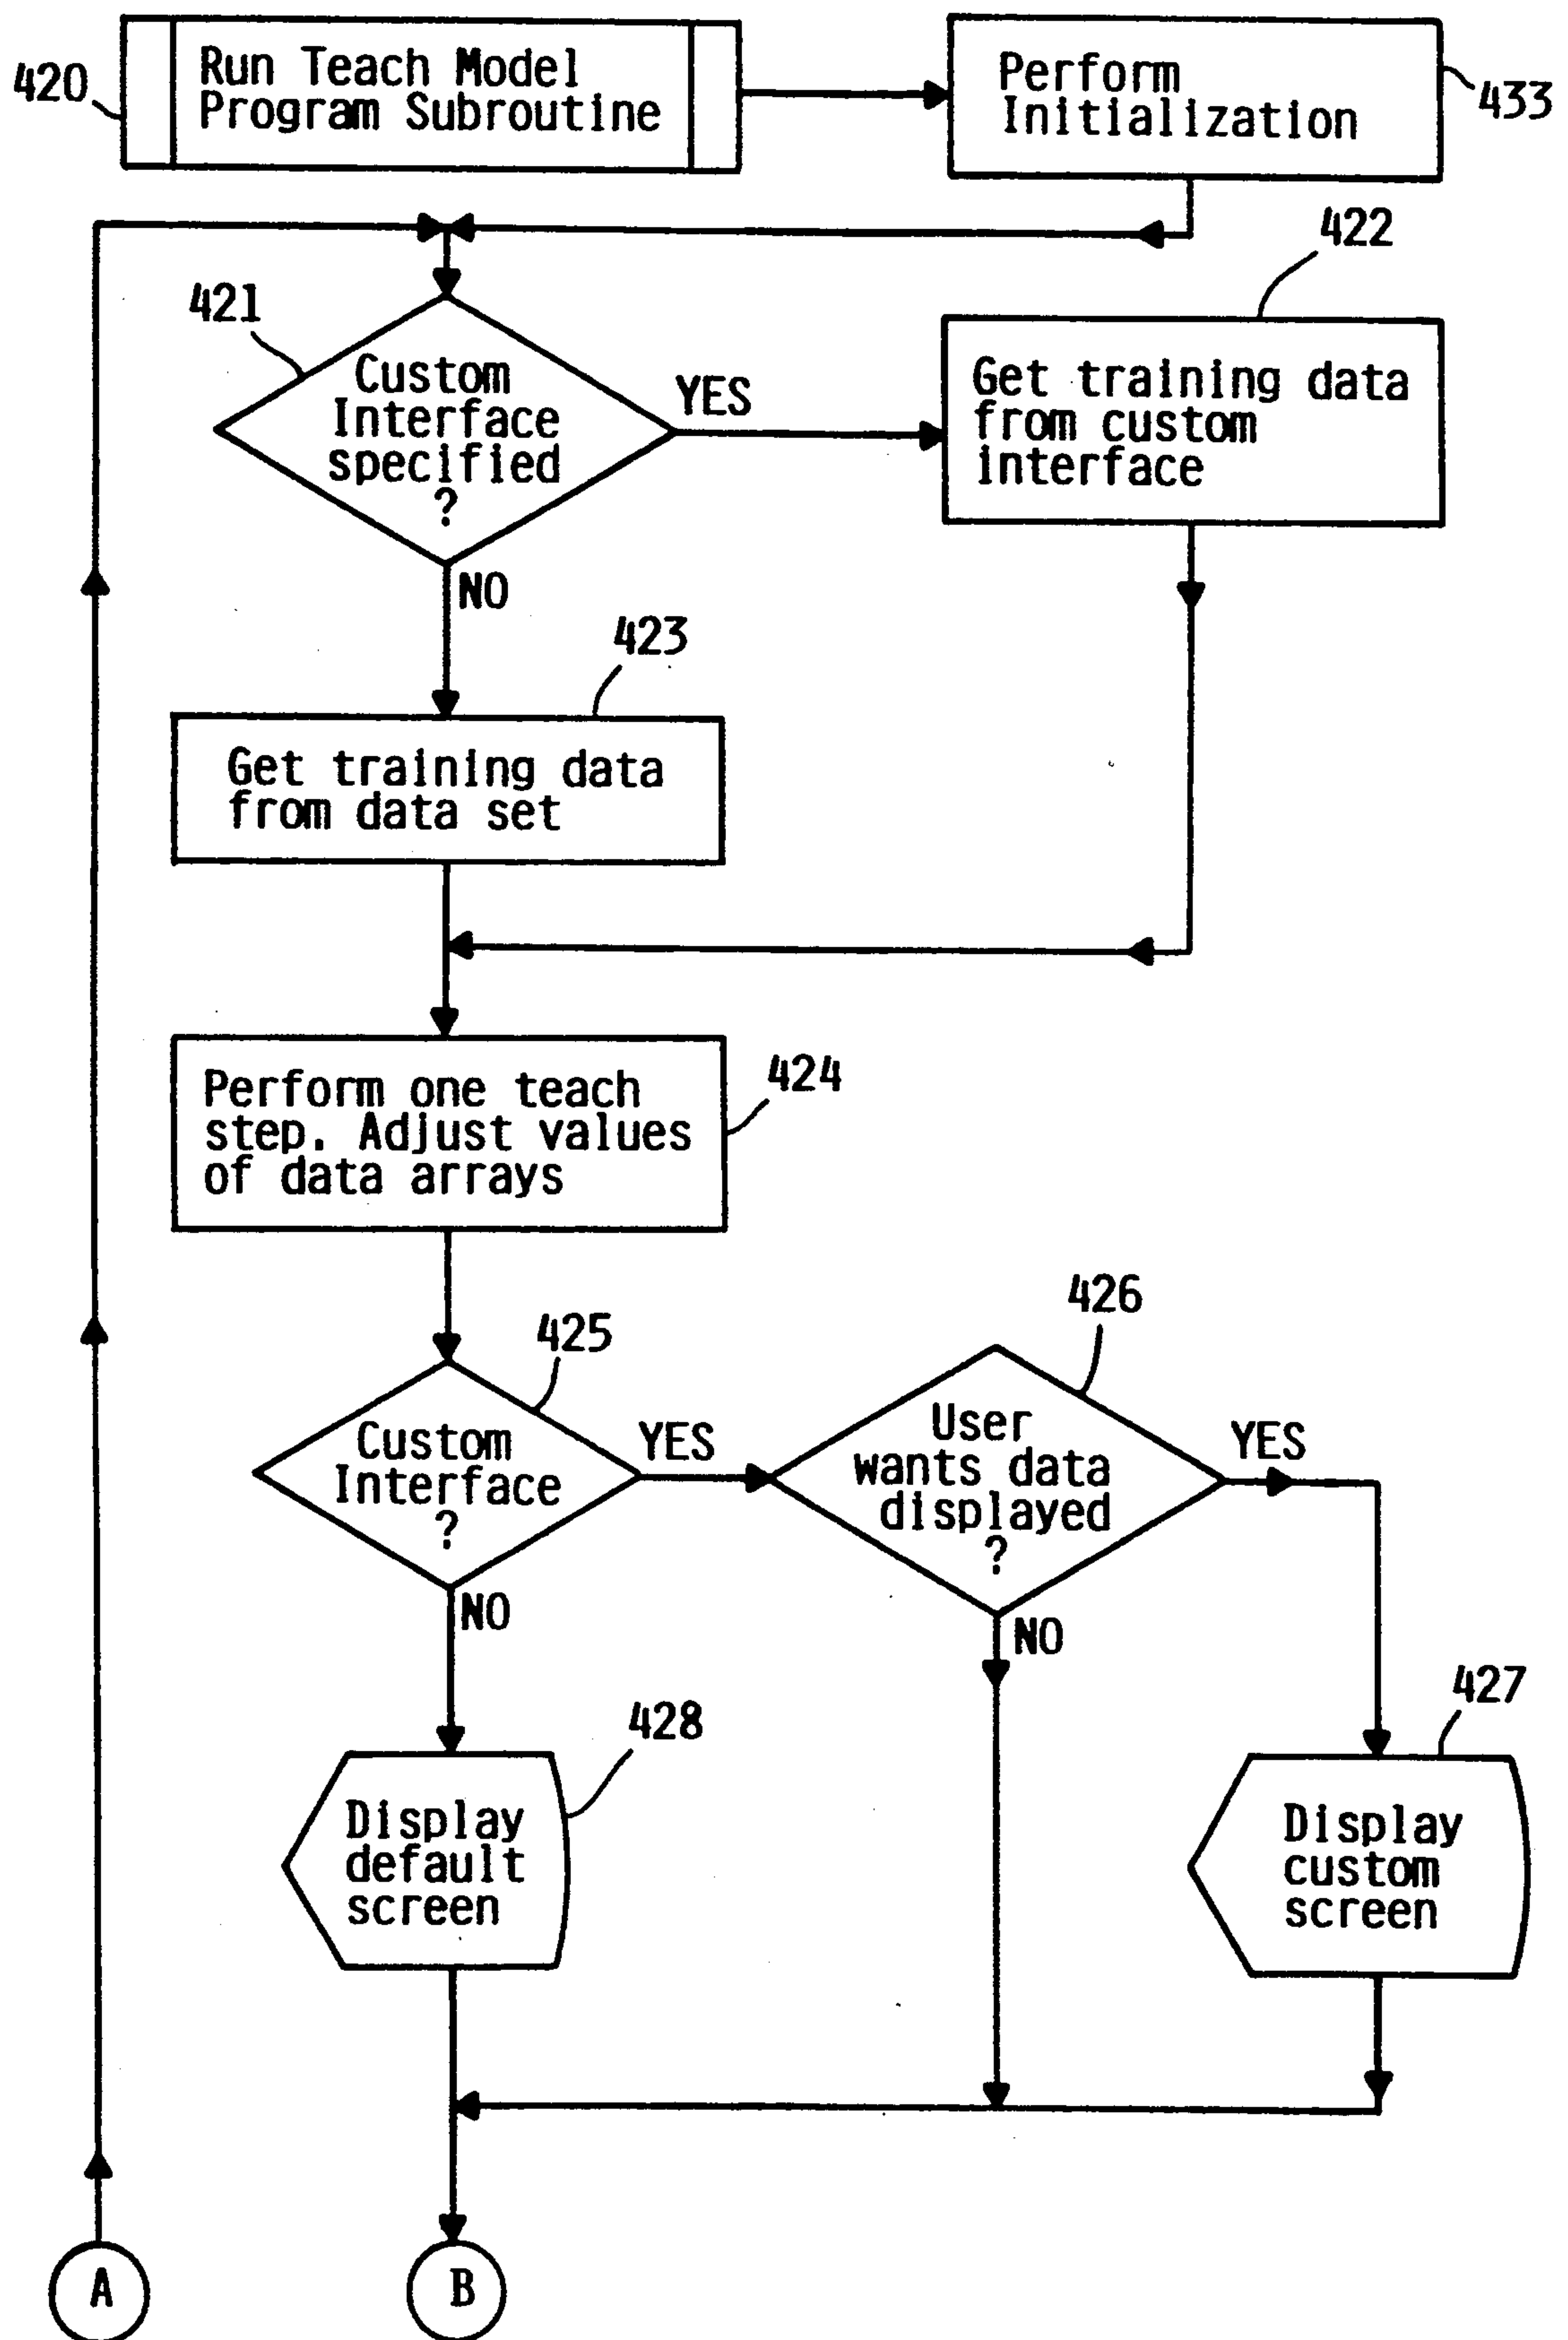 420
Run Teach Model
Program Subroutine
Perform
Initialization
433
421
Custom
Interface
specified
?
YES
NO
422
Get training data
from custom
interface
423
Get training data
from data set
424
Perform one teach
step. Adjust values
of data arrays
425
Custom
Interface
?
YES
NO
426
User
wants data
displayed
?
YES
NO
427
Display
custom
screen
428
Display
default
screen
A
B